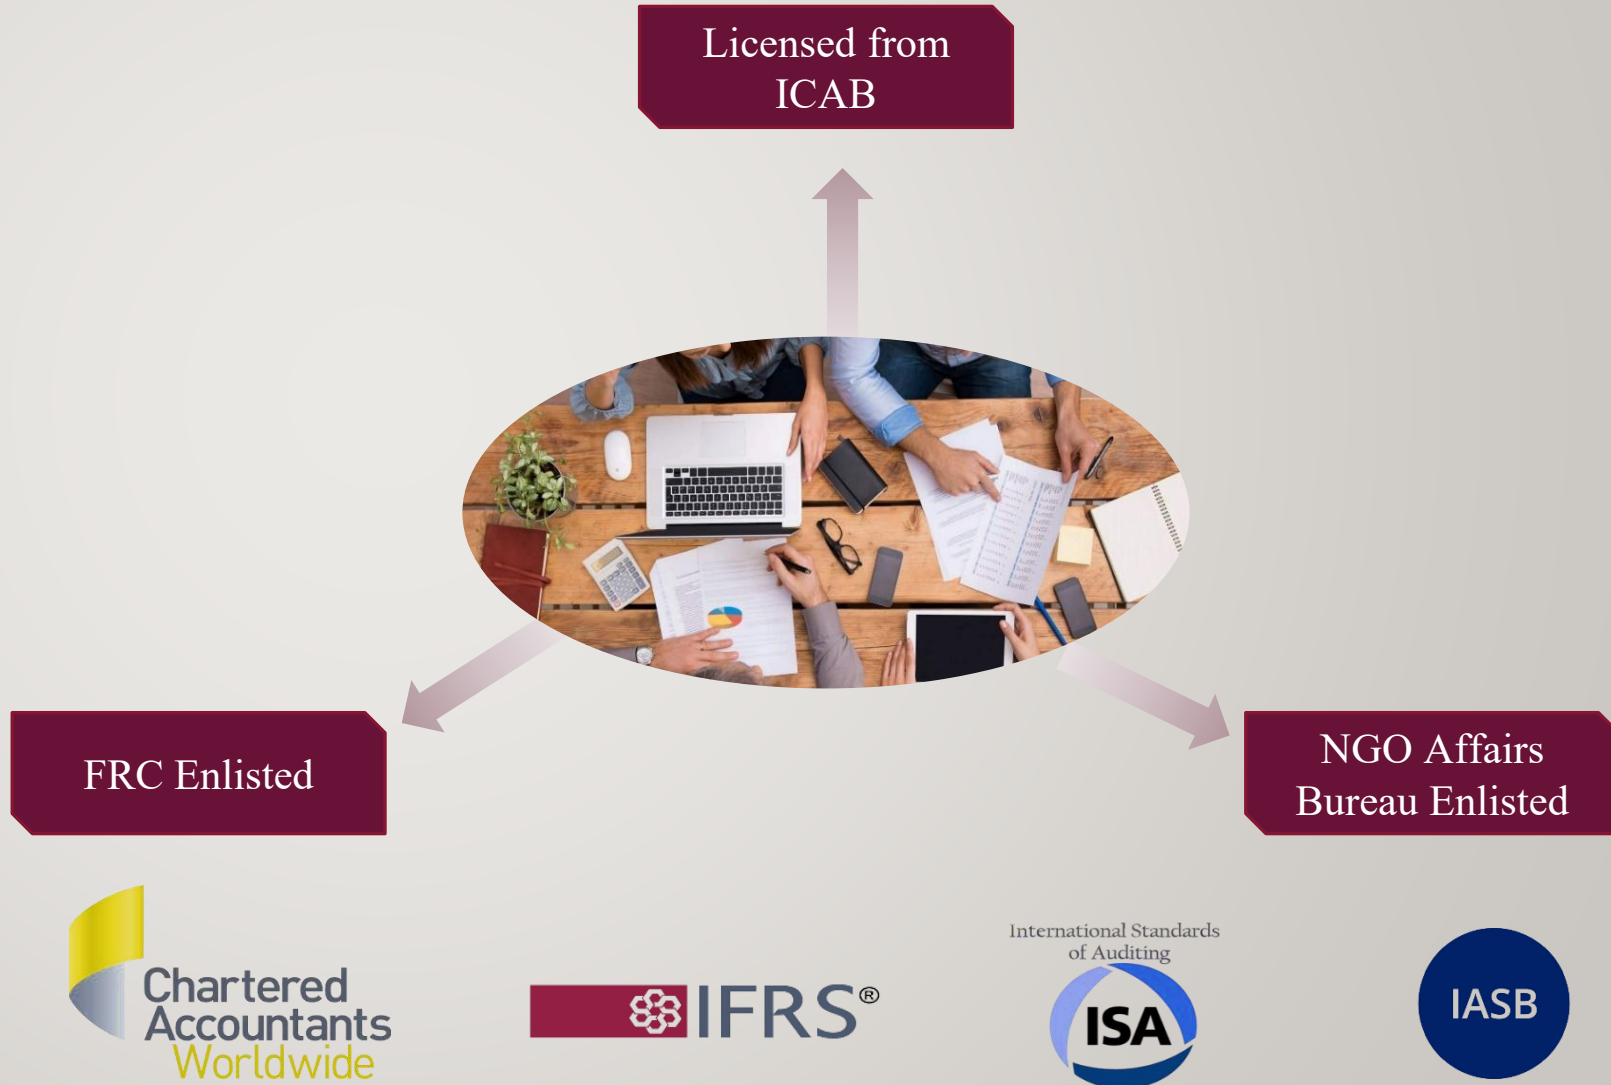 Licensed from
ICAB
FRC Enlisted
NGO Affairs
Bureau Enlisted
Chartered
Accountants
Worldwide
IFRS®
International Standards
of Auditing
ISA
IASB